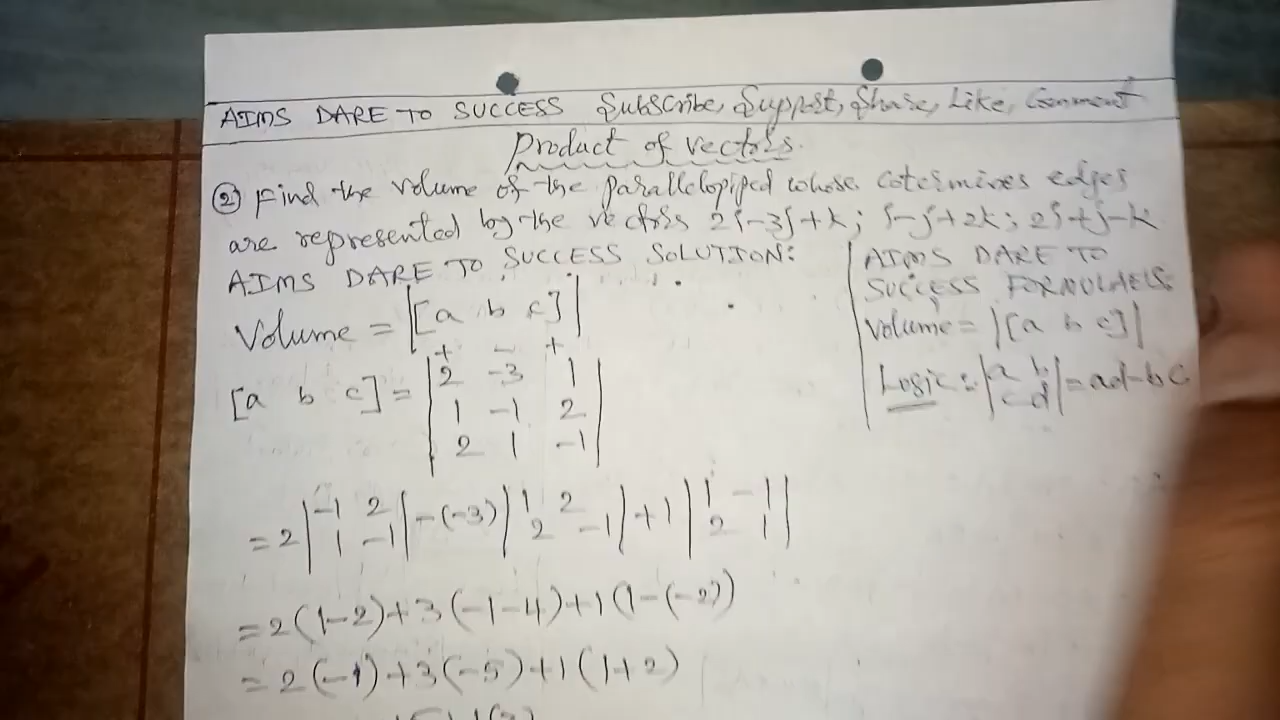 AIMS DARE TO SUCCESS Subscribe, Support, Share, Like, Comment
Product of vectors.
② Find the volume of the parallelopiped whose cotermines edges
are represented by the vectors 2i-3j+k; i-j+2k; 2i+j-k
AIMS DARE TO SUCCESS SOLUTION:
Volume = |[a b c]|
+ - +
[a b c] = |2 -3 1|
|1 -1 2|
|2 1 -1|
= 2 |-1 2| -(-3) |1 2| +1 |1 -1|
|1 -1| |2 -1| |2 1|
= 2(1-2)+3(-1-4)+1(1-(-2))
= 2(-1)+3(-5)+1(1+2)
AIMS DARE TO
SUCCESS
Volume = |[a b c]|
Logic: |a b| = ad-bc
|c d|